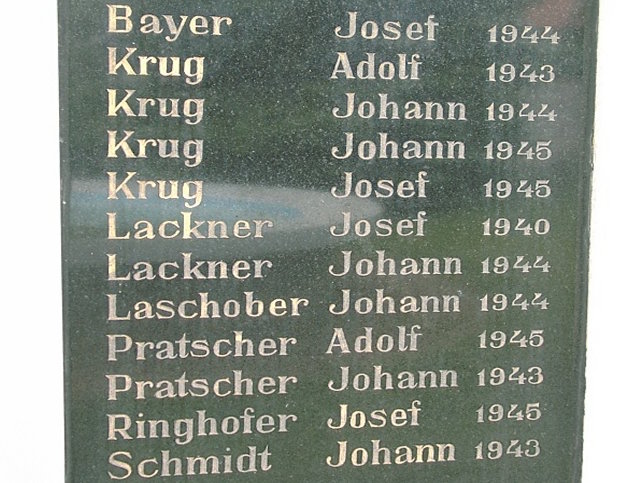 Bayer Josef 1944
Krug Adolf 1943
Krug Johann 1944
Krug Johann 1945
Krug Josef 1945
Lackner Josef 1940
Lackner Johann 1944
Laschober Johann 1944
Pratscher Adolf 1945
Pratscher Johann 1943
Ringhofer Josef 1945
Schmidt Johann 1943